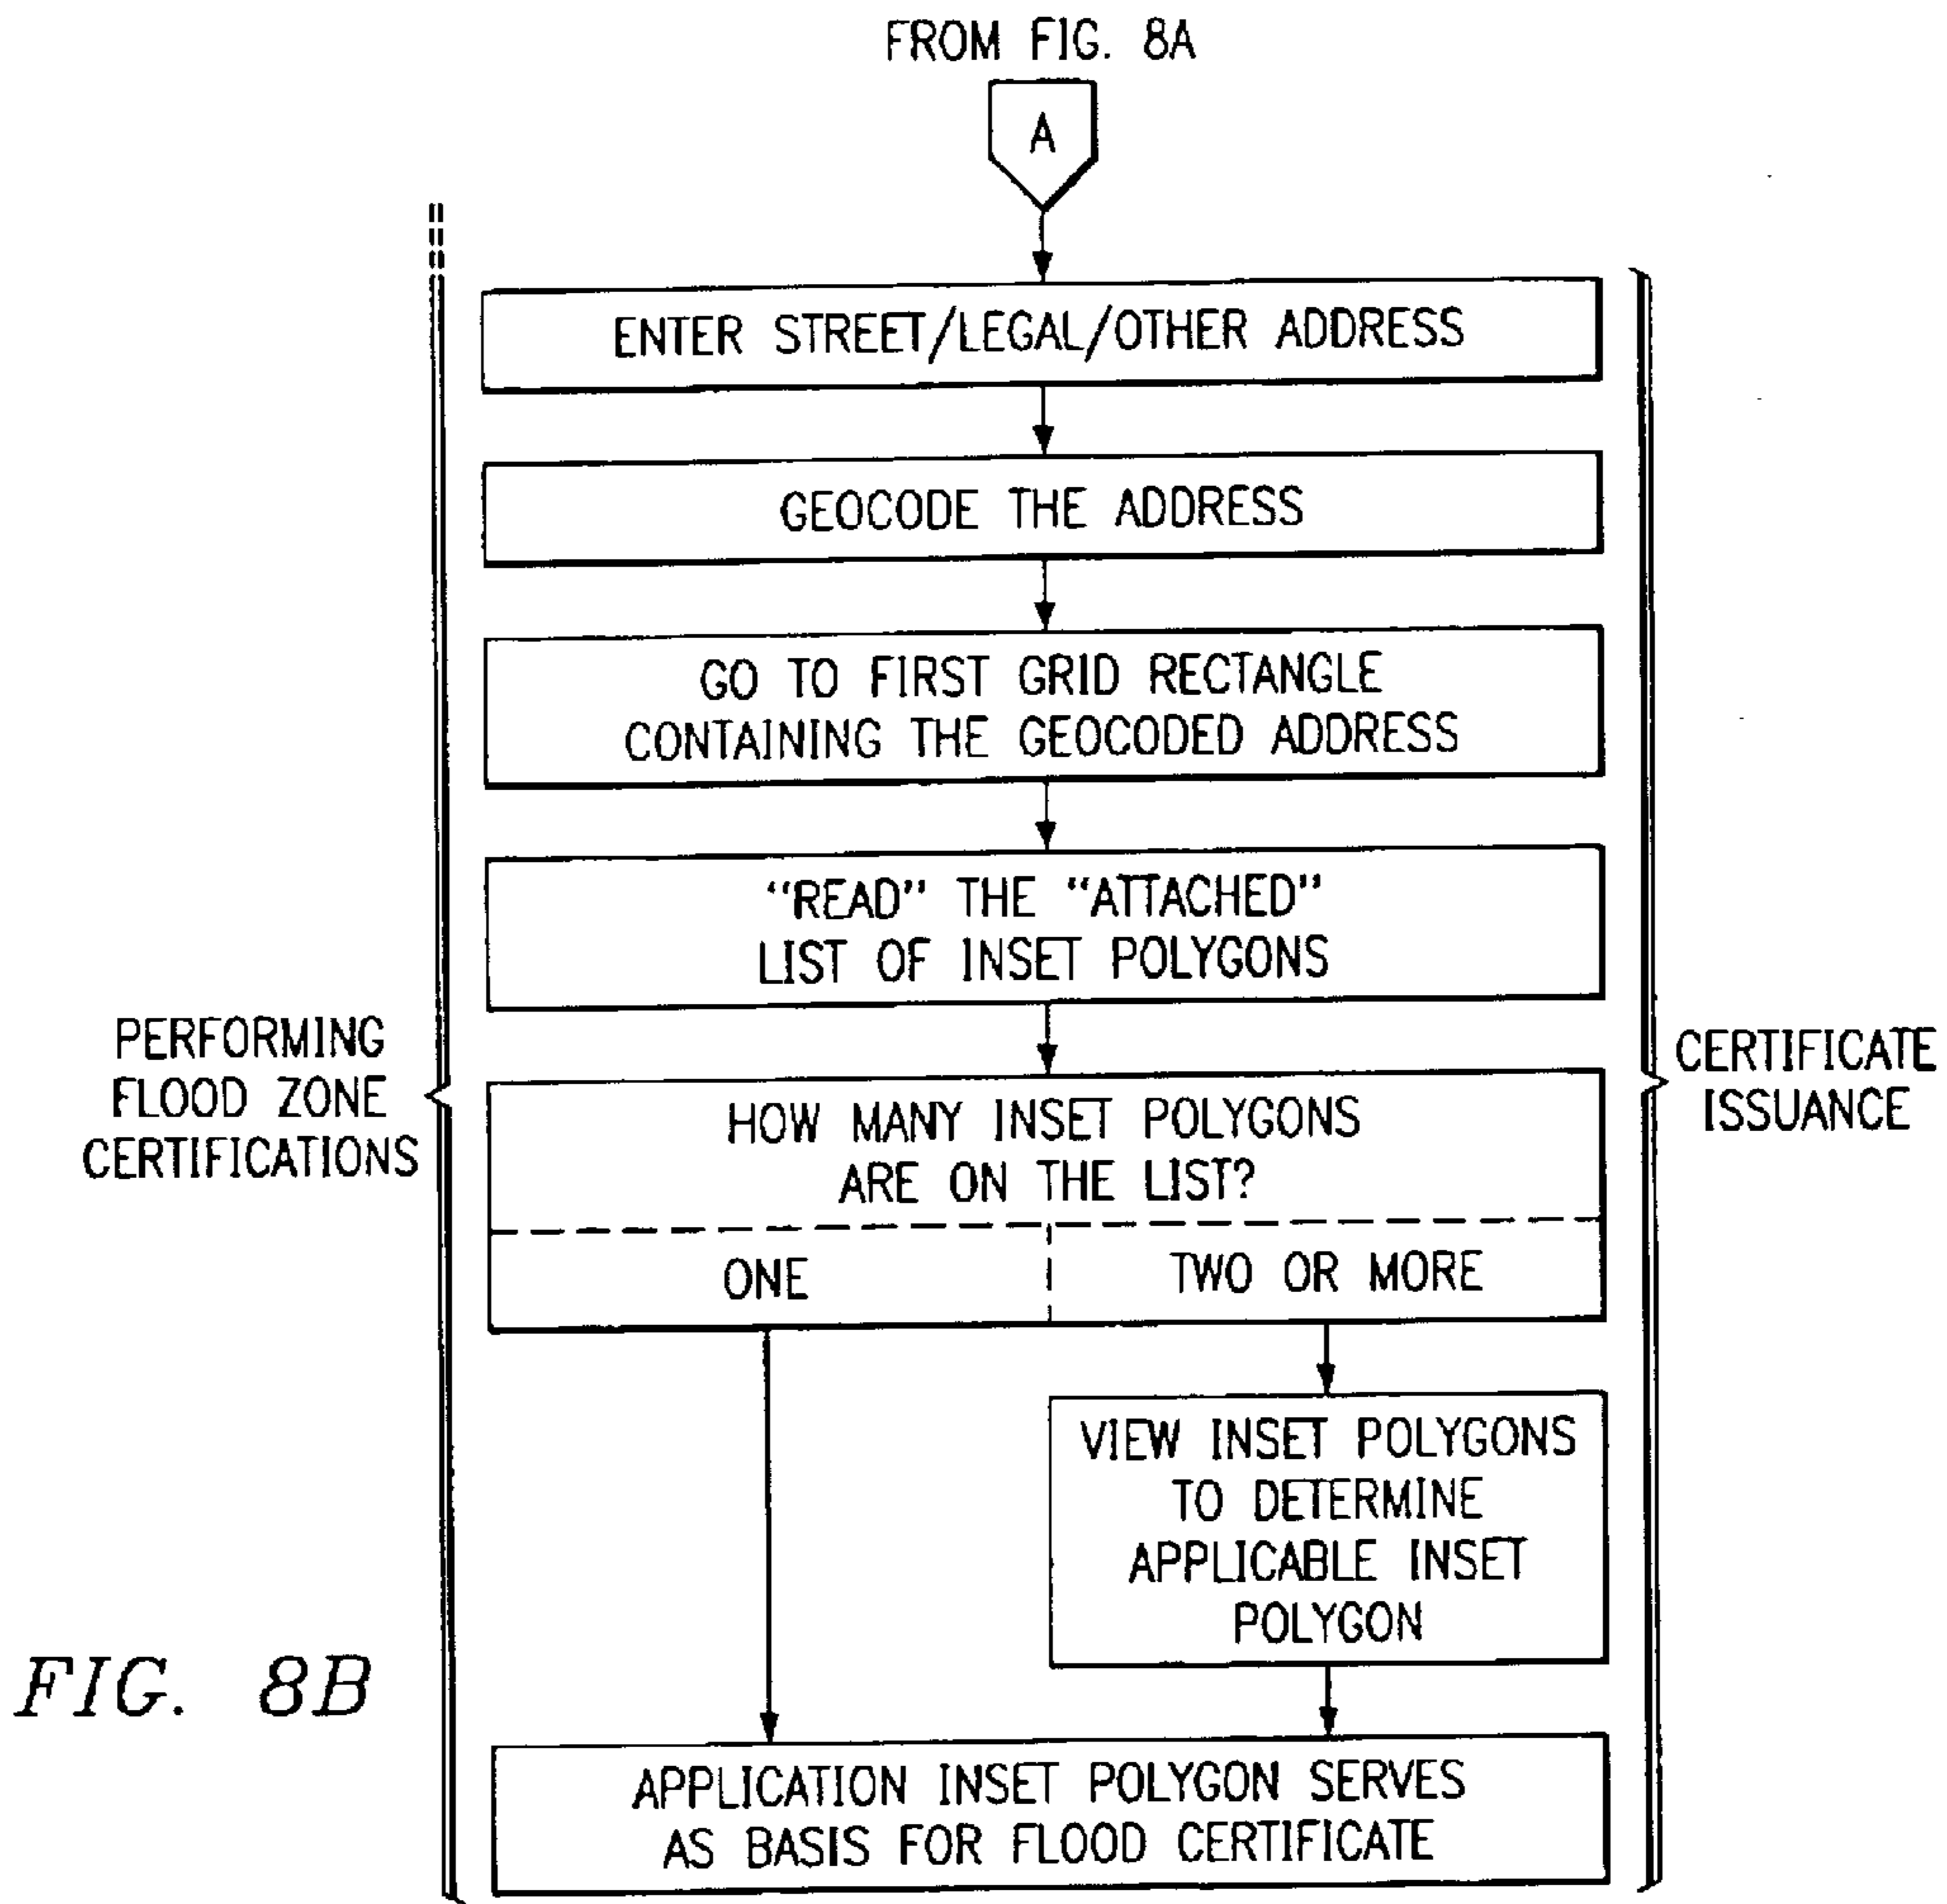 FROM FIG. 8A
A
ENTER STREET/LEGAL/OTHER ADDRESS
GEOCODE THE ADDRESS
GO TO FIRST GRID RECTANGLE
CONTAINING THE GEOCODED ADDRESS
"READ" THE "ATTACHED"
LIST OF INSET POLYGONS
PERFORMING
FLOOD ZONE
CERTIFICATIONS
CERTIFICATE
ISSUANCE
HOW MANY INSET POLYGONS
ARE ON THE LIST?
ONE
TWO OR MORE
VIEW INSET POLYGONS
TO DETERMINE
APPLICABLE INSET
POLYGON
APPLICATION INSET POLYGON SERVES
AS BASIS FOR FLOOD CERTIFICATE
FIG. 8B